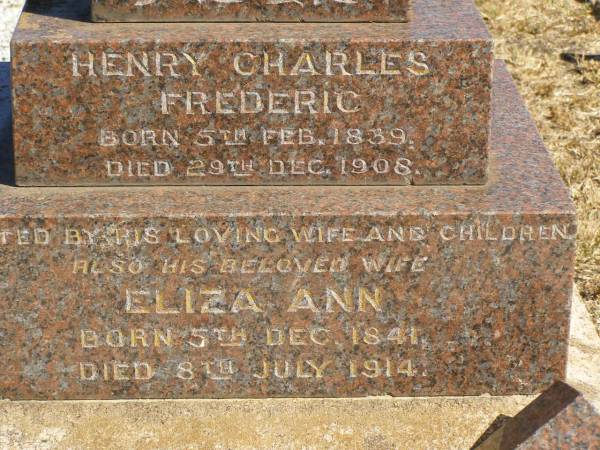 HENRY CHARLES
FREDERIC
BORN 5TH FEB. 1839.
DIED 29TH DEC. 1908.
TED BY HIS LOVING WIFE AND CHILDREN
ALSO HIS BELOVED WIFE
ELIZA ANN
BORN 5TH DEC. 1841.
DIED 8TH JULY 1914.